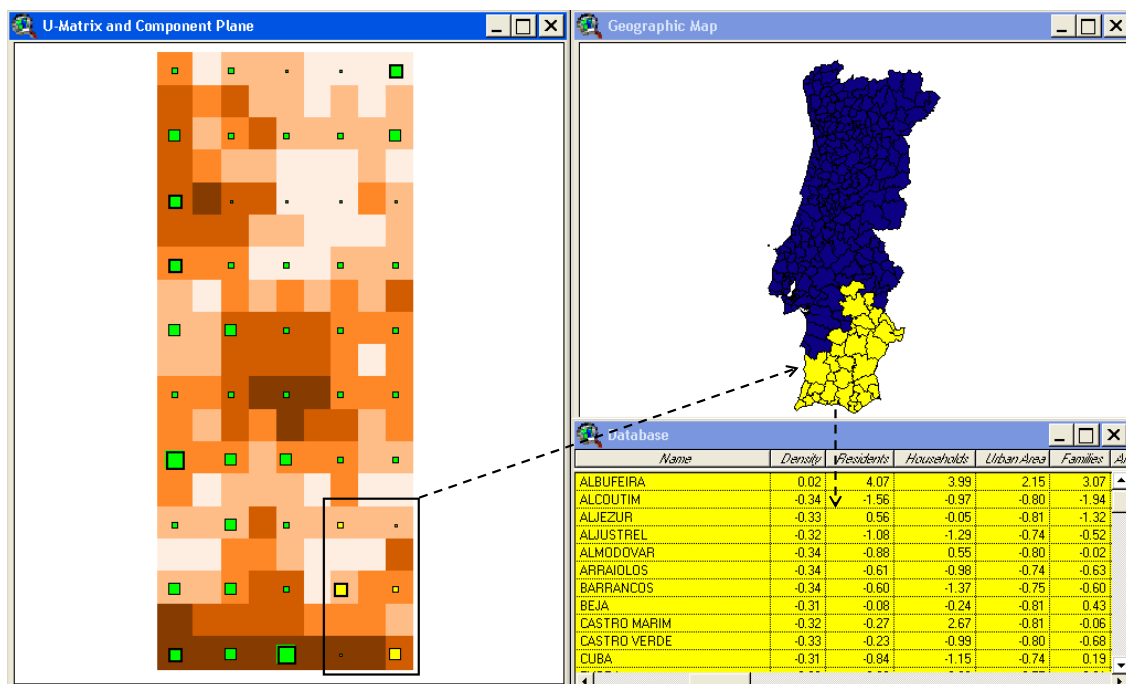 U-Matrix and Component Plane
Geographic Map
Database
Name Density Residents Households Urban Area Families
ALBUFEIRA 0.02 4.07 3.99 2.15 3.07
ALCOUTIM -0.34 -1.56 -0.97 -0.80 -1.94
ALJEZUR -0.33 0.56 -0.05 -0.81 -1.32
ALJUSTREL -0.32 -1.08 -1.29 -0.74 -0.52
ALMODOVAR -0.34 -0.88 0.55 -0.80 -0.02
ARRAIOLOS -0.34 -0.61 -0.98 -0.74 -0.63
BARRANCOS -0.34 -0.60 -1.37 -0.75 -0.60
BEJA -0.31 -0.08 -0.24 -0.81 0.43
CASTRO MARIM -0.32 -0.27 2.67 -0.81 -0.06
CASTRO VERDE -0.33 -0.23 -0.99 -0.80 -0.68
CUBA -0.31 -0.84 -1.15 -0.74 0.19